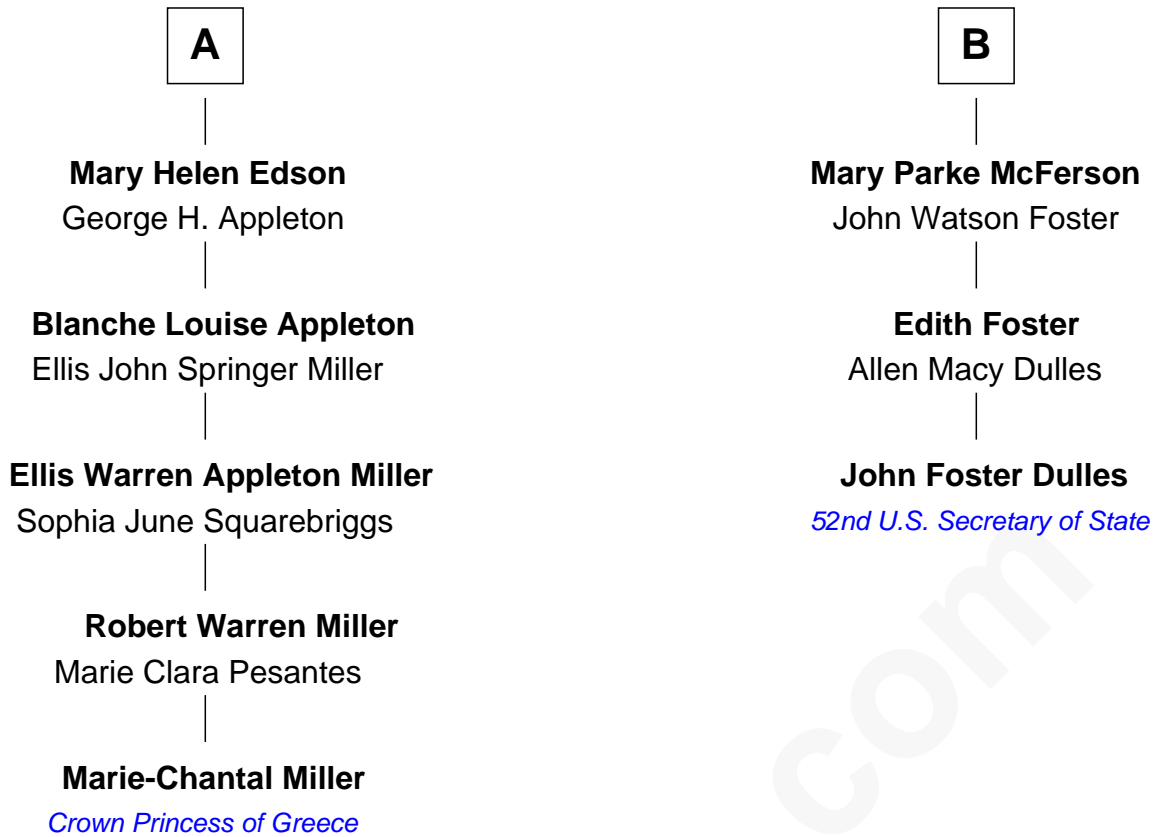 A
Mary Helen Edson
George H. Appleton
Blanche Louise Appleton
Ellis John Springer Miller
Ellis Warren Appleton Miller
Sophia June Squarebriggs
Robert Warren Miller
Marie Clara Pesantes
Marie-Chantal Miller
Crown Princess of Greece
B
Mary Parke McFerson
John Watson Foster
Edith Foster
Allen Macy Dulles
John Foster Dulles
52nd U.S. Secretary of State
com